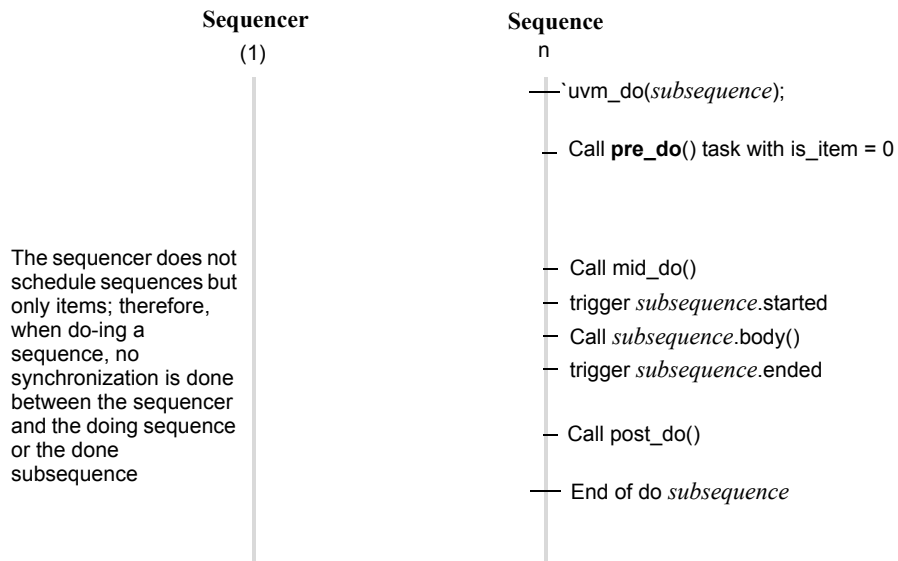 Sequencer
(1)
Sequence
n
`uvm_do(subsequence);
Call pre_do() task with is_item = 0
The sequencer does not
schedule sequences but
only items; therefore,
when do-ing a
sequence, no
synchronization is done
between the sequencer
and the doing sequence
or the done
subsequence
Call mid_do()
trigger subsequence.started
Call subsequence.body()
trigger subsequence.ended
Call post_do()
End of do subsequence